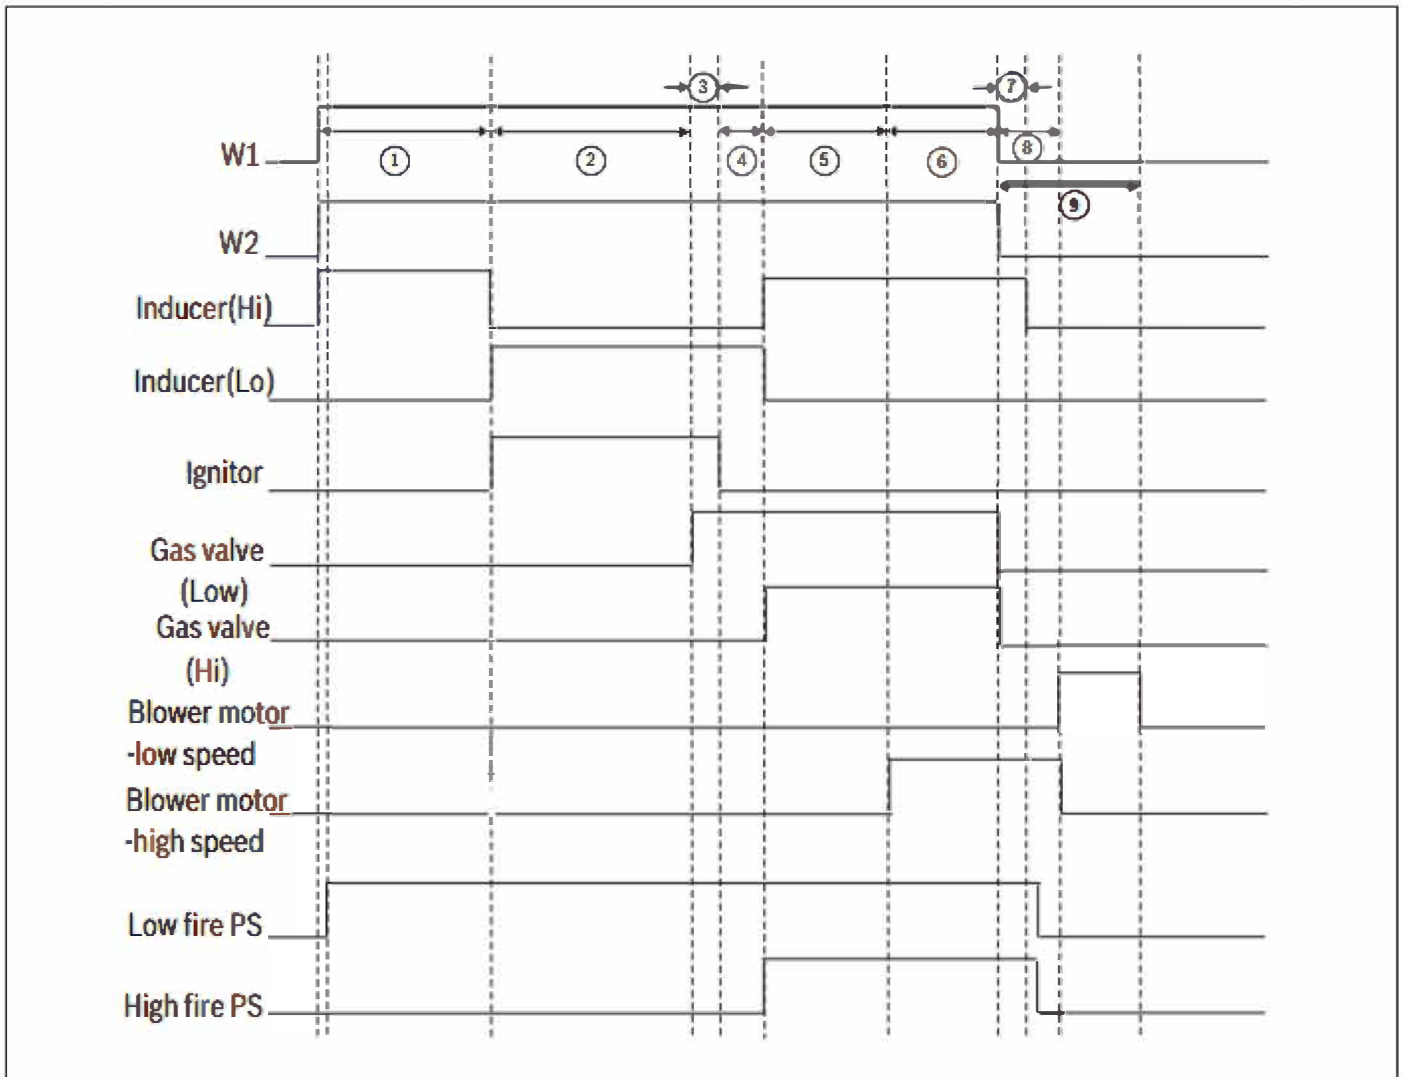 ③ ⑦
W1 ① ② ④ ⑤ ⑥ ⑧
⑨
W2
Inducer(Hi)
Inducer(Lo)
Ignitor
Gas valve
(Low)
Gas valve
(Hi)
Blower motor
-low speed
Blower motor
-high speed
Low fire PS
High fire PS